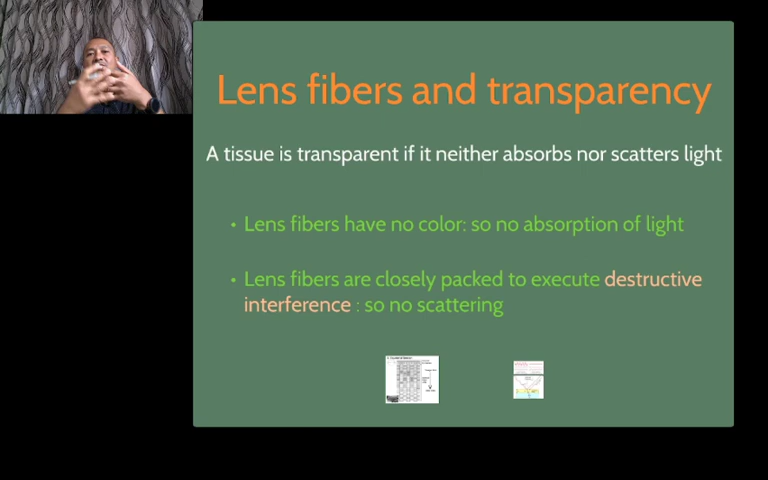 Lens fibers and transparency
A tissue is transparent if it neither absorbs nor scatters light
• Lens fibers have no color: so no absorption of light
• Lens fibers are closely packed to execute destructive
interference : so no scattering